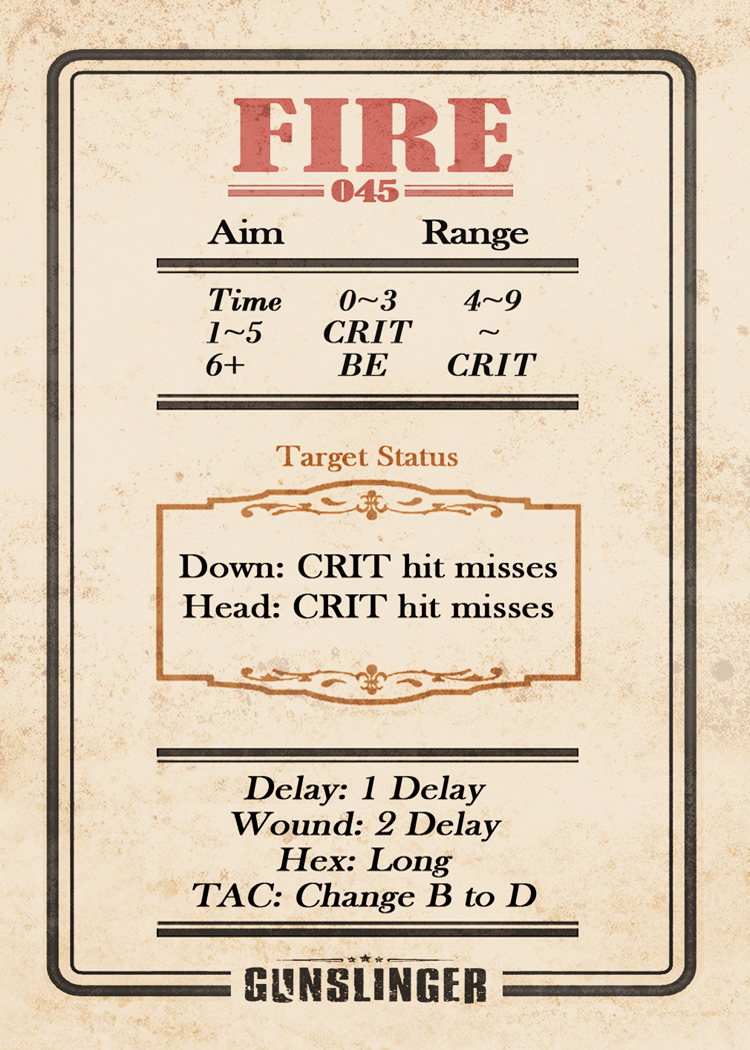 FIRE
045
Aim Range
Time 0~3 4~9
1~5 CRIT ~
6+ BE CRIT
Target Status
Down: CRIT hit misses
Head: CRIT hit misses
Delay: 1 Delay
Wound: 2 Delay
Hex: Long
TAC: Change B to D
GUNSLINGER